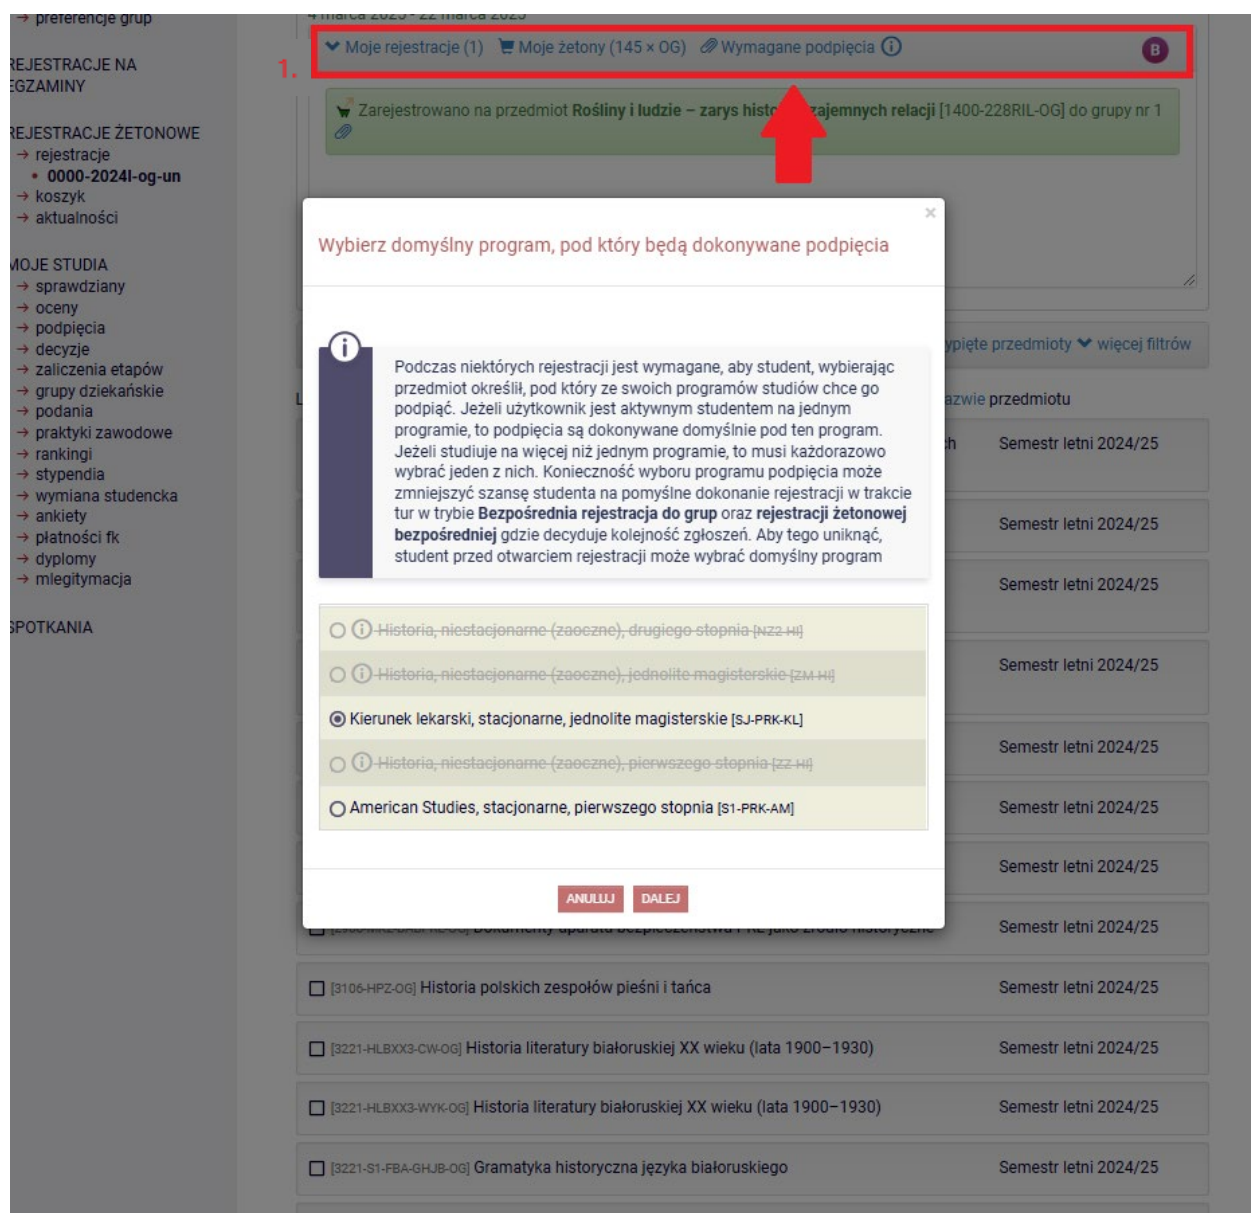 → preferencje grup
4 marca 2025 - 22 marca 2025
Moje rejestracje (1) Moje żetony (145 × OG) Wymagane podpięcia
B
1.
REJESTRACJE NA
EGZAMINY
Zarejestrowano na przedmiot Rośliny i ludzie – zarys wzajemnych relacji [1400-228RIL-OG] do grupy nr 1
REJESTRACJE ŻETONOWE
→ rejestracje
• 0000-2024l-og-un
→ koszyk
→ aktualności
MOJE STUDIA
→ sprawdziany
→ oceny
→ podpięcia
→ decyzje
→ zaliczenia etapów
→ grupy dziekańskie
→ podania
→ praktyki zawodowe
→ rankingi
→ stypendia
→ wymiana studencka
→ ankiety
→ płatności fk
→ dyplomy
→ mlegitymacja
SPOTKANIA
×
Wybierz domyślny program, pod który będą dokonywane podpięcia
Podczas niektórych rejestracji jest wymagane, aby student, wybierając
przedmiot określił, pod który ze swoich programów studiów chce go
podpiąć. Jeżeli użytkownik jest aktywnym studentem na jednym
programie, to podpięcia są dokonywane domyślnie pod ten program.
Jeżeli studiuje na więcej niż jednym programie, to musi każdorazowo
wybrać jeden z nich. Konieczność wyboru programu podpięcia może
zmniejszyć szansę studenta na pomyślne dokonanie rejestracji w trakcie
tur w trybie Bezpośrednia rejestracja do grup oraz rejestracji żetonowej
bezpośredniej gdzie decyduje kolejność zgłoszeń. Aby tego uniknąć,
student przed otwarciem rejestracji może wybrać domyślny program
Historia, niestacjonarne (zaoczne), drugiego stopnia [NZ2-HI]
Historia, niestacjonarne (zaoczne), jednolite magisterskie [ZM-HI]
Kierunek lekarski, stacjonarne, jednolite magisterskie [SJ-PRK-KL]
Historia, niestacjonarne (zaoczne), pierwszego stopnia [ZZ-HI]
American Studies, stacjonarne, pierwszego stopnia [S1-PRK-AM]
ANULUJ DALEJ
przedmioty więcej filtrów
przedmiotu
Semestr letni 2024/25
Semestr letni 2024/25
Semestr letni 2024/25
Semestr letni 2024/25
Semestr letni 2024/25
Semestr letni 2024/25
Semestr letni 2024/25
Dokumenty aparatu bezpieczeństwa PRL jako źródło historyczne Semestr letni 2024/25
[3106-HPZ-OG] Historia polskich zespołów pieśni i tańca Semestr letni 2024/25
[3221-HLBXX3-CW-OG] Historia literatury białoruskiej XX wieku (lata 1900–1930) Semestr letni 2024/25
[3221-HLBXX3-WYK-OG] Historia literatury białoruskiej XX wieku (lata 1900–1930) Semestr letni 2024/25
[3221-S1-FBA-GHJB-OG] Gramatyka historyczna języka białoruskiego Semestr letni 2024/25